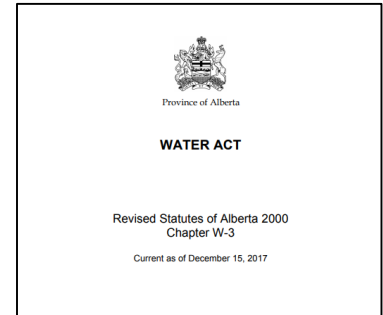 Province of Alberta
WATER ACT
Revised Statutes of Alberta 2000
Chapter W-3
Current as of December 15, 2017